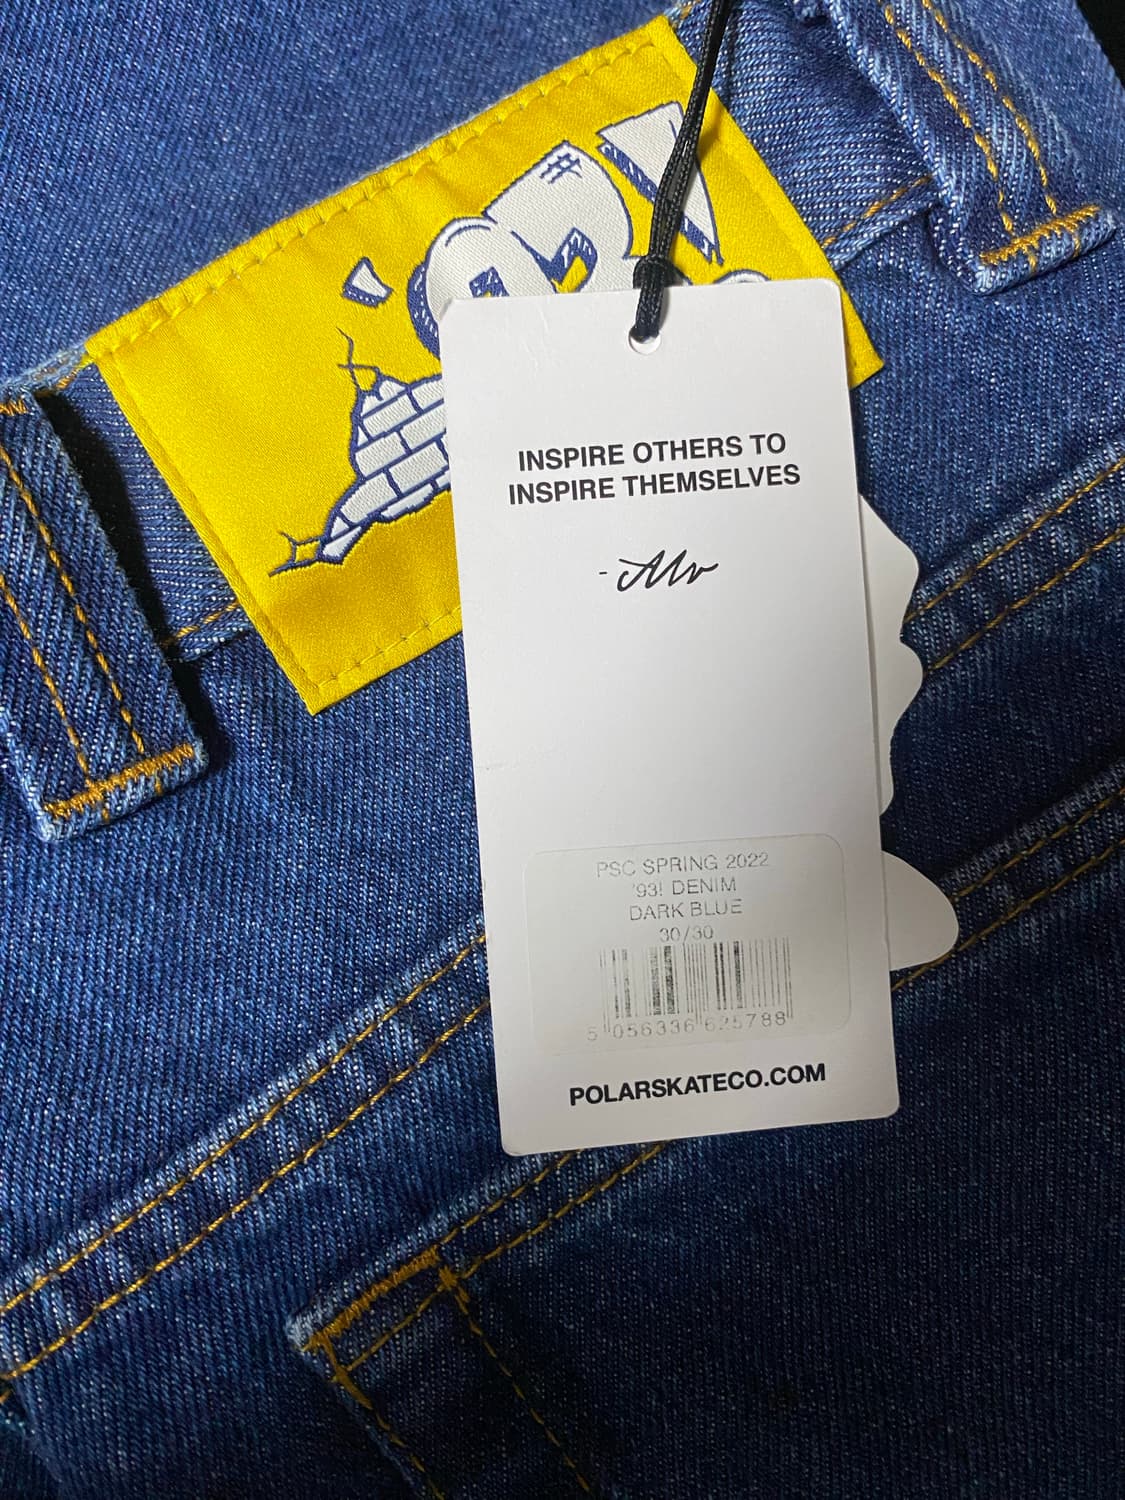 INSPIRE OTHERS TO
INSPIRE THEMSELVES
PSC SPRING 2022
'93! DENIM
DARK BLUE
30/30
5 056336 625788
POLARSKATECO.COM